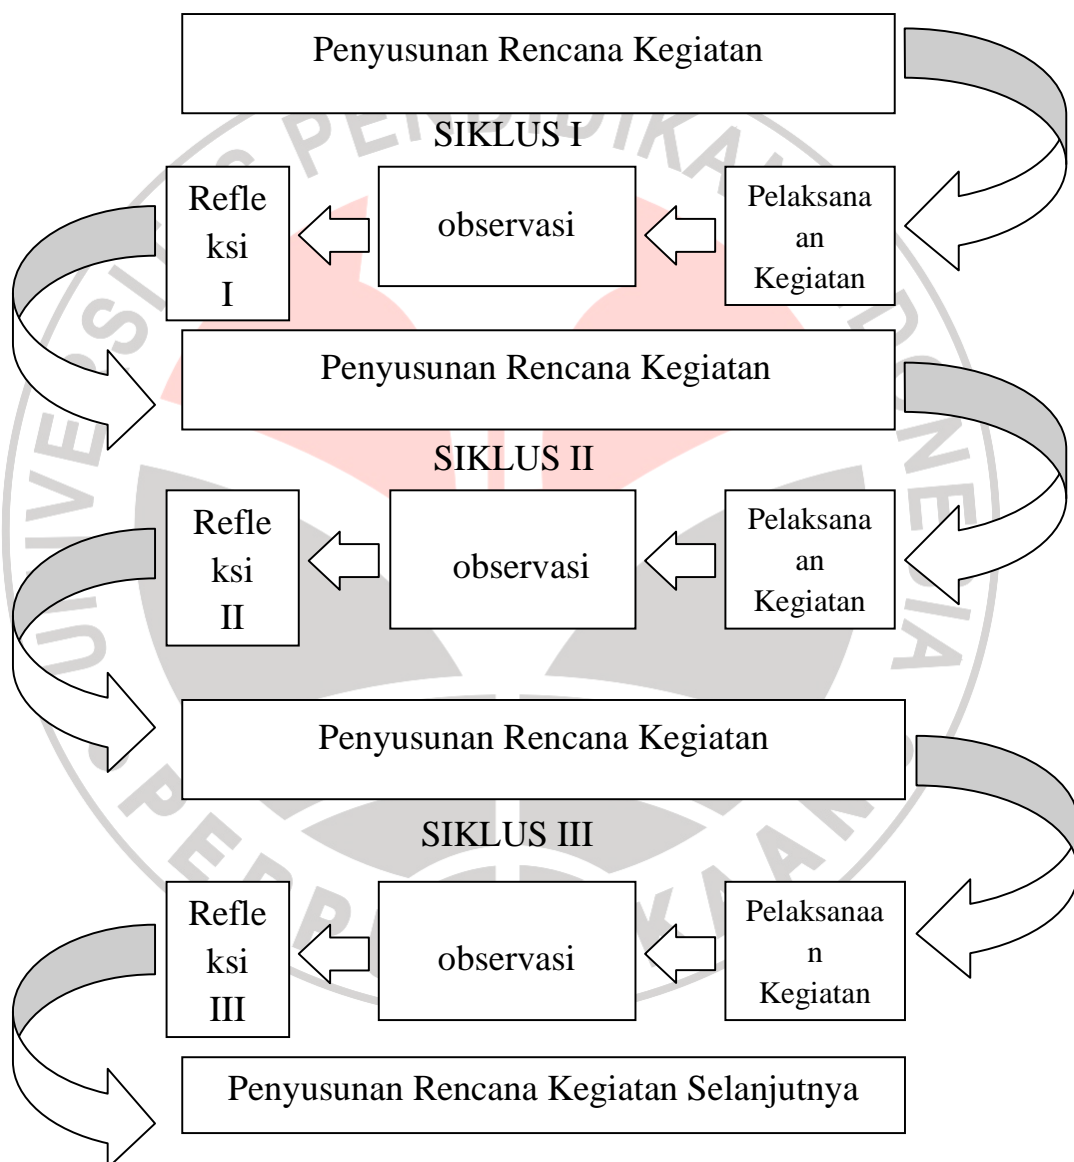 Penyusunan Rencana Kegiatan
SIKLUS I
Refle
ksi
I
observasi
Pelaksana
an
Kegiatan
Penyusunan Rencana Kegiatan
SIKLUS II
Refle
ksi
II
observasi
Pelaksana
an
Kegiatan
Penyusunan Rencana Kegiatan
SIKLUS III
Refle
ksi
III
observasi
Pelaksanaa
n
Kegiatan
Penyusunan Rencana Kegiatan Selanjutnya